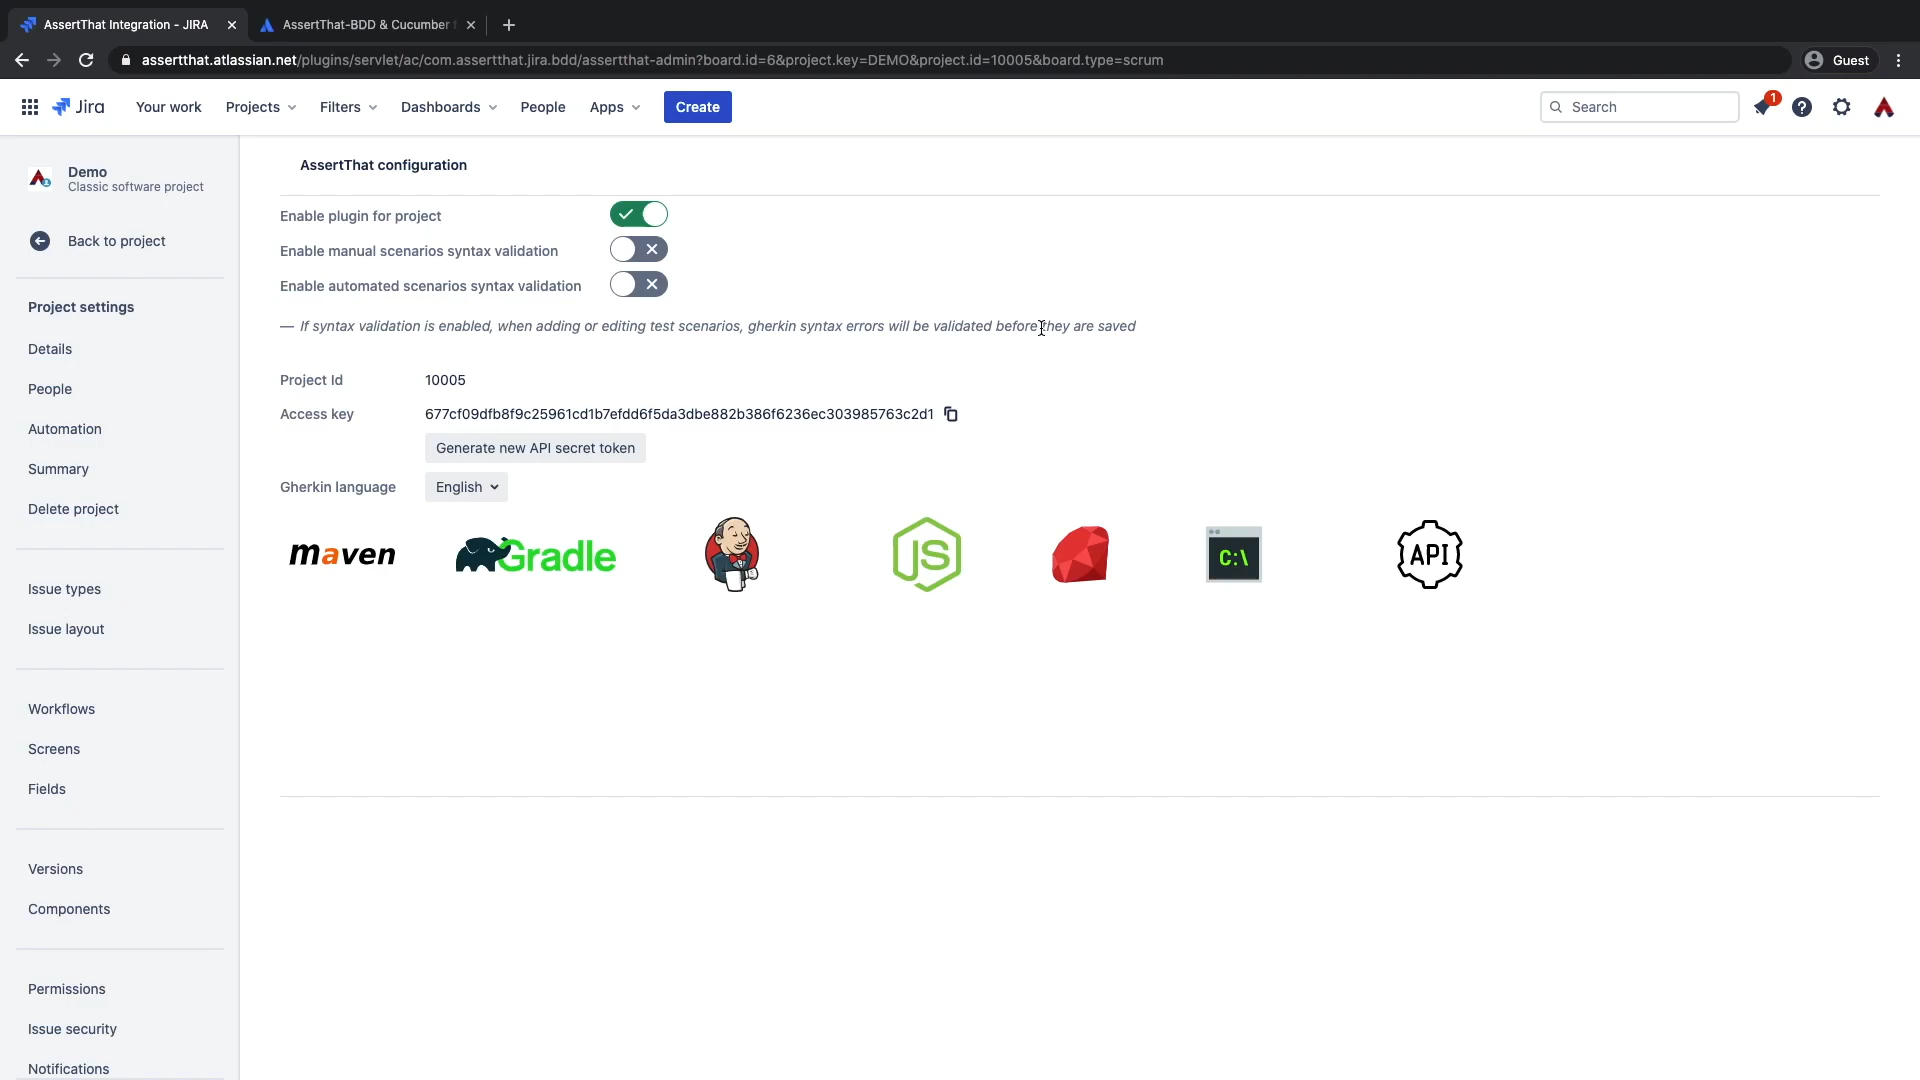 AssertThat Integration - JIRA
AssertThat-BDD & Cucumber
assertthat.atlassian.net/plugins/servlet/ac/com.assertthat.jira.bdd/assertthat-admin?board.id=6&project.key=DEMO&project.id=10005&board.type=scrum
Guest
Jira
Your work
Projects
Filters
Dashboards
People
Apps
Create
Search
1
Demo
Classic software project
Back to project
Project settings
Details
People
Automation
Summary
Delete project
Issue types
Issue layout
Workflows
Screens
Fields
Versions
Components
Permissions
Issue security
Notifications
AssertThat configuration
Enable plugin for project
Enable manual scenarios syntax validation
Enable automated scenarios syntax validation
— If syntax validation is enabled, when adding or editing test scenarios, gherkin syntax errors will be validated before they are saved
Project Id 10005
Access key 677cf09dfb8f9c25961cd1b7efdd6f5da3dbe882b386f6236ec303985763c2d1
Generate new API secret token
Gherkin language English
maven
Gradle
JS
C:\
API